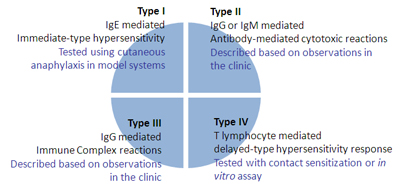 Type I
IgE mediated
Immediate-type hypersensitivity
Tested using cutaneous
anaphylaxis in model systems
Type II
IgG or IgM mediated
Antibody-mediated cytotoxic reactions
Described based on observations in
the clinic
Type III
IgG mediated
Immune Complex reactions
Described based on observations
in the clinic
Type IV
T lymphocyte mediated
delayed-type hypersensitivity response
Tested with contact sensitization or in
vitro assay